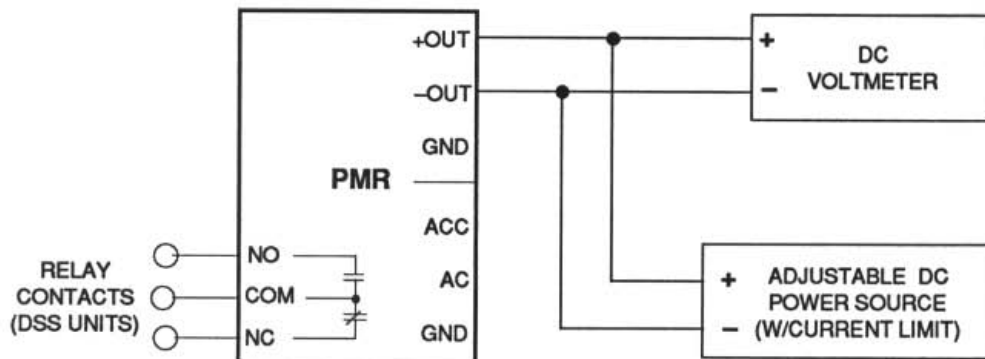 +OUT
–OUT
GND
PMR
ACC
AC
GND
NO
COM
NC
RELAY
CONTACTS
(DSS UNITS)
+
–
DC
VOLTMETER
+
–
ADJUSTABLE DC
POWER SOURCE
(W/CURRENT LIMIT)